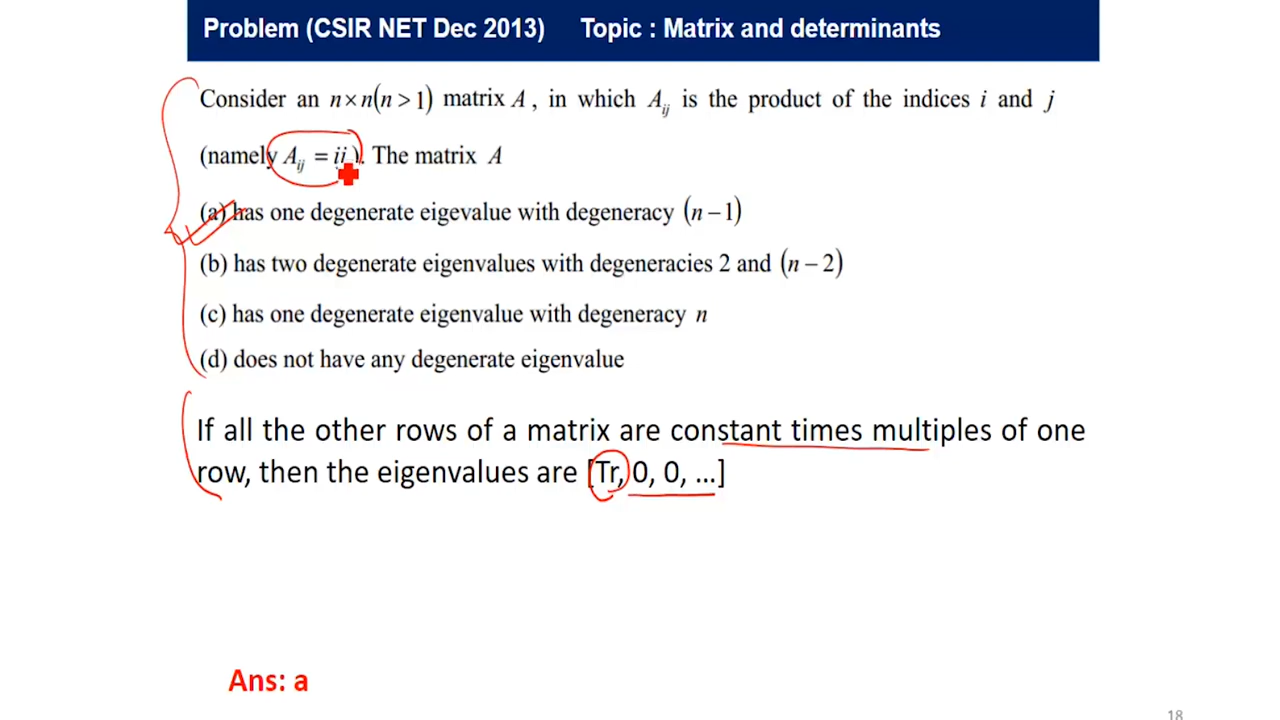 Problem (CSIR NET Dec 2013) Topic : Matrix and determinants
Consider an n×n(n > 1) matrix A, in which A_ij is the product of the indices i and j
(namely A_ij = ij). The matrix A
(a) has one degenerate eigevalue with degeneracy (n − 1)
(b) has two degenerate eigenvalues with degeneracies 2 and (n − 2)
(c) has one degenerate eigenvalue with degeneracy n
(d) does not have any degenerate eigenvalue
If all the other rows of a matrix are constant times multiples of one
row, then the eigenvalues are [Tr, 0, 0, ...]
Ans: a
18